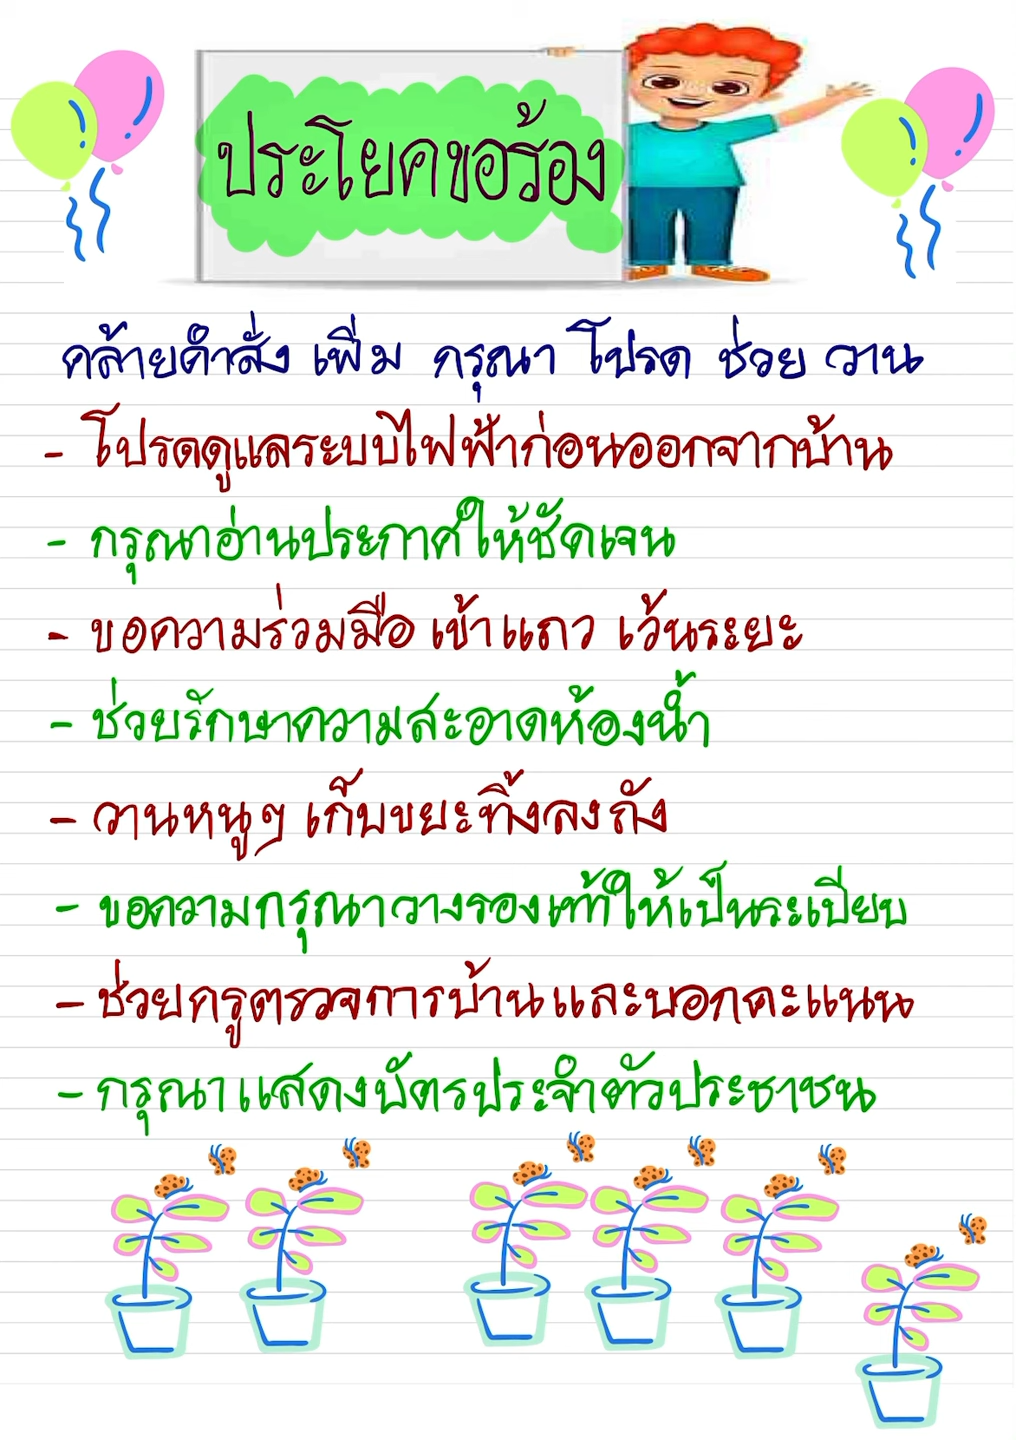 ประโยคขอร้อง
คล้ายคำสั่ง เพิ่ม กรุณา โปรด ช่วย วาน
- โปรดดูแลระบบไฟฟ้าก่อนออกจากบ้าน
- กรุณาอ่านประกาศให้ชัดเจน
- ขอความร่วมมือ เข้าแถว เว้นระยะ
- ช่วยรักษาความสะอาดห้องน้ำ
- วานหนูๆ เก็บขยะทิ้งลงถัง
- ขอความกรุณาวางรองเท้าให้เป็นระเบียบ
- ช่วยครูตรวจการบ้านและบอกคะแนน
- กรุณาแสดงบัตรประจำตัวประชาชน